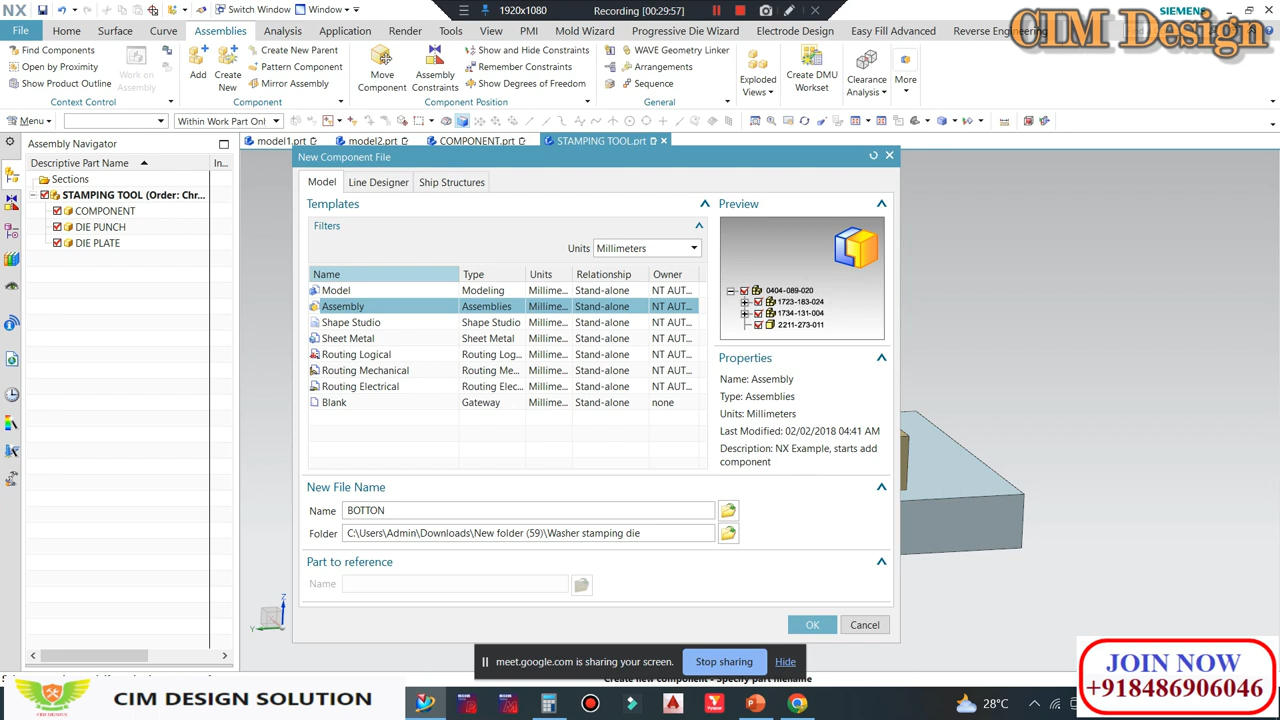 NX Switch Window Window 1920x1080 Recording [00:29:57] SIEMENS
CIM Design
File Home Surface Curve Assemblies Analysis Application Render Tools View PMI Mold Wizard Progressive Die Wizard Electrode Design Easy Fill Advanced Reverse Engineering
Find Components
Open by Proximity
Show Product Outline
Work on Assembly
Context Control
Add
Create New
Create New Parent
Pattern Component
Mirror Assembly
Component
Move Component
Assembly Constraints
Show and Hide Constraints
Remember Constraints
Show Degrees of Freedom
Component Position
WAVE Geometry Linker
Arrangements
Sequence
General
Exploded Views
Create DMU Workset
Clearance Analysis
More
Menu Within Work Part Only
Assembly Navigator
model1.prt model2.prt COMPONENT.prt STAMPING TOOL.prt
Descriptive Part Name In...
Sections
STAMPING TOOL (Order: Chr...
COMPONENT
DIE PUNCH
DIE PLATE
New Component File
Model Line Designer Ship Structures
Templates
Filters
Units Millimeters
Name Type Units Relationship Owner
Model Modeling Millime... Stand-alone NT AUT...
Assembly Assemblies Millime... Stand-alone NT AUT...
Shape Studio Shape Studio Millime... Stand-alone NT AUT...
Sheet Metal Sheet Metal Millime... Stand-alone NT AUT...
Routing Logical Routing Log... Millime... Stand-alone NT AUT...
Routing Mechanical Routing Me... Millime... Stand-alone NT AUT...
Routing Electrical Routing Elec... Millime... Stand-alone NT AUT...
Blank Gateway Millime... Stand-alone none
Preview
0404-089-020
1723-183-024
1734-131-004
2211-273-011
Properties
Name: Assembly
Type: Assemblies
Units: Millimeters
Last Modified: 02/02/2018 04:41 AM
Description: NX Example, starts add
component
New File Name
Name BOTTON
Folder C:\Users\Admin\Downloads\New folder (59)\Washer stamping die
Part to reference
Name
OK Cancel
Z
Y
meet.google.com is sharing your screen. Stop sharing Hide
Create new component - Specify part filename
JOIN NOW
+918486906046
CIM DESIGN SOLUTION
28°C